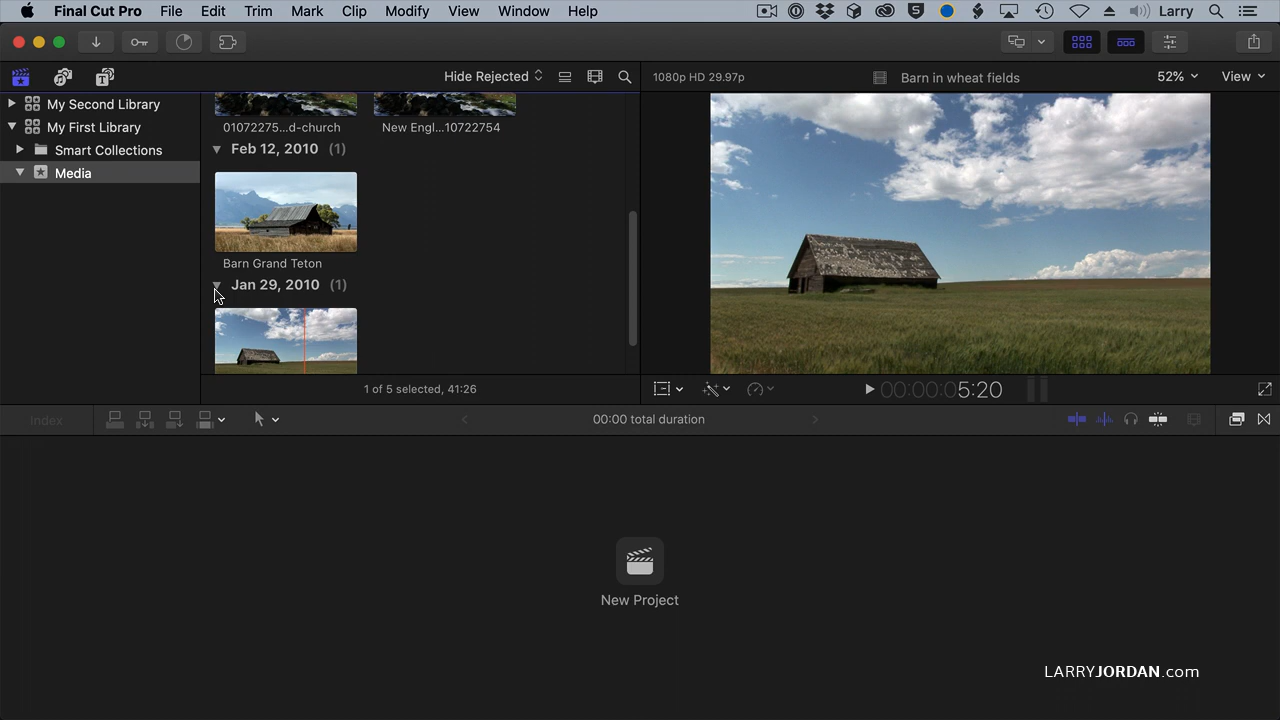 Final Cut Pro File Edit Trim Mark Clip Modify View Window Help Larry
Hide Rejected
1080p HD 29.97p
Barn in wheat fields
52%
View
My Second Library
My First Library
Smart Collections
Media
01072275...d-church
New Engl...10722754
Feb 12, 2010 (1)
Barn Grand Teton
Jan 29, 2010 (1)
1 of 5 selected, 41:26
00:00:05:20
Index
00:00 total duration
New Project
LARRYJORDAN.com